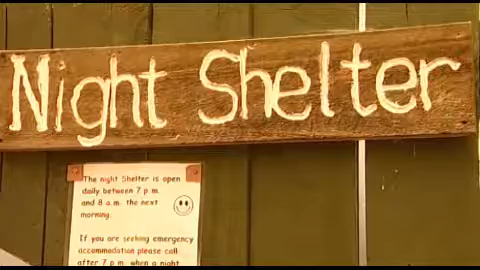 Night Shelter
The night Shelter is open
daily between 7 p.m.
and 8 a.m. the next
morning.
If you are seeking emergency
accommodation please call
after 7 p.m. when a night